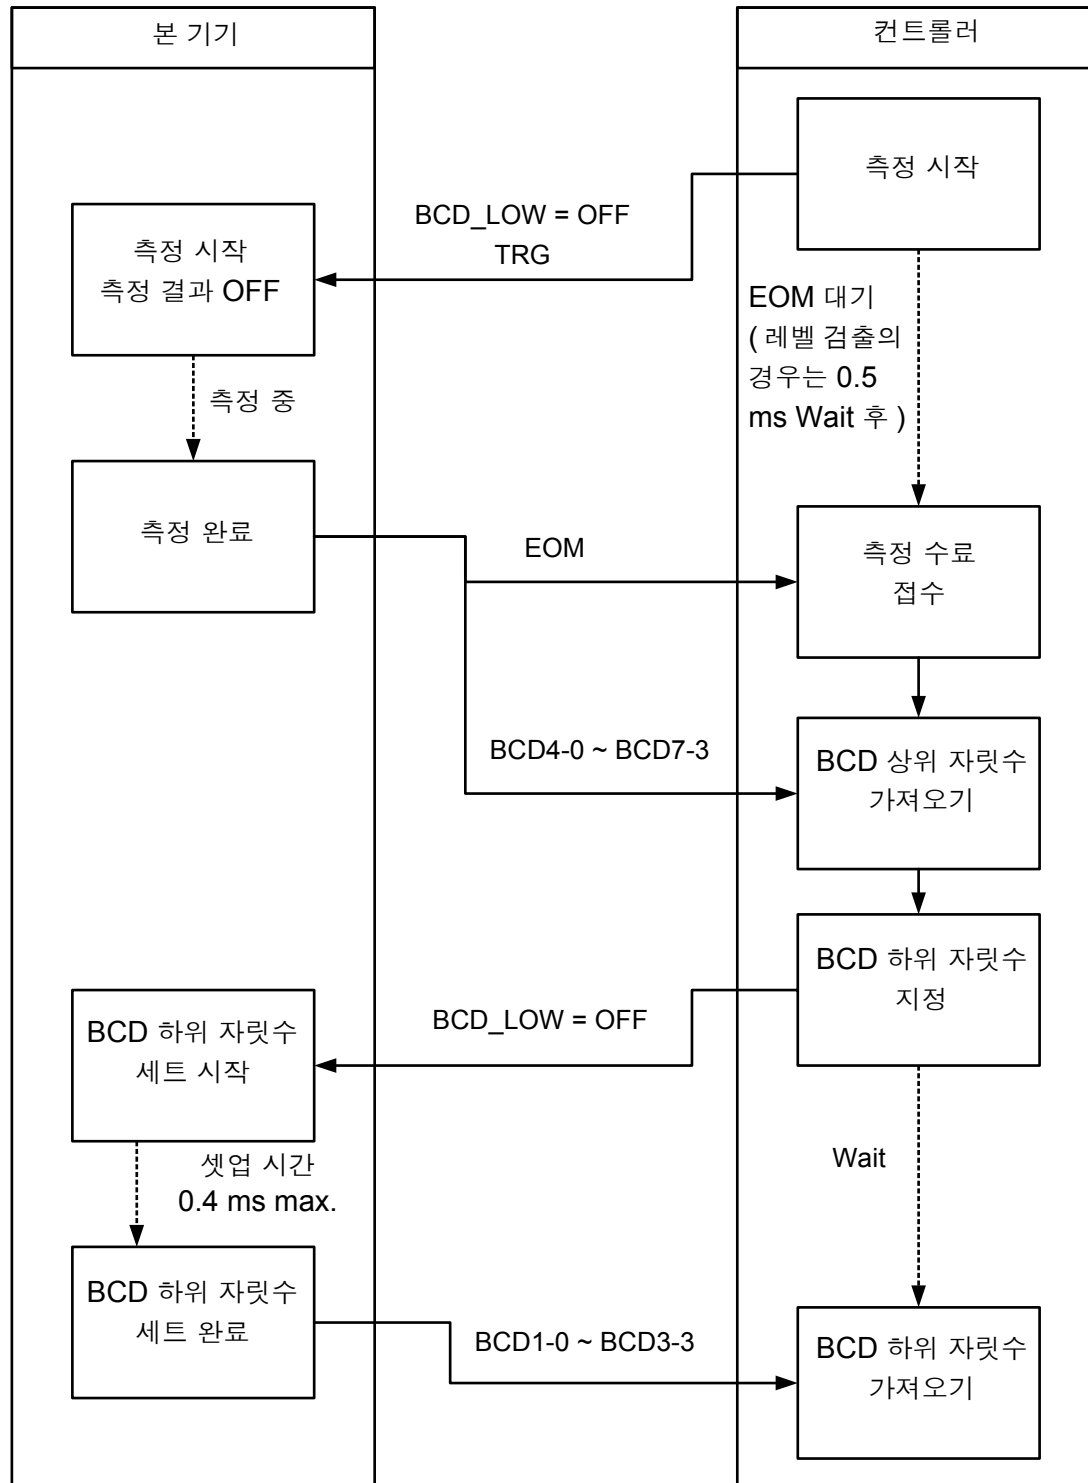 본 기기
컨트롤러
측정 시작
BCD_LOW = OFF
TRG
측정 시작
측정 결과 OFF
EOM 대기
( 레벨 검출의
경우는 0.5
ms Wait 후 )
측정 중
측정 완료
EOM
측정 수료
접수
BCD4-0 ~ BCD7-3
BCD 상위 자릿수
가져오기
BCD 하위 자릿수
지정
BCD_LOW = OFF
BCD 하위 자릿수
세트 시작
셋업 시간
0.4 ms max.
Wait
BCD 하위 자릿수
세트 완료
BCD1-0 ~ BCD3-3
BCD 하위 자릿수
가져오기